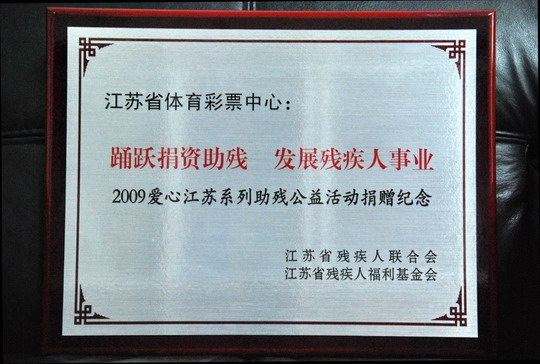 江苏省体育彩票中心：
踊跃捐资助残 发展残疾人事业
2009爱心江苏系列助残公益活动捐赠纪念
江苏省残疾人联合会
江苏省残疾人福利基金会